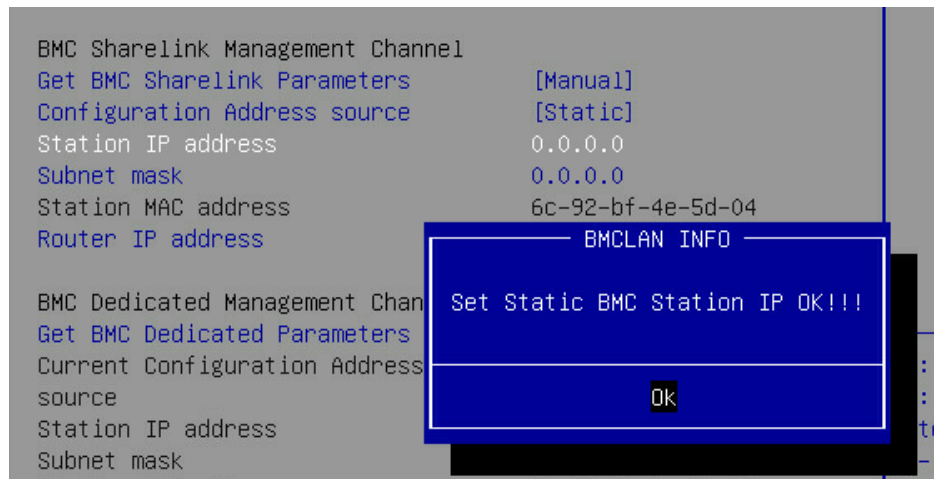 BMC Sharelink Management Channel
Get BMC Sharelink Parameters [Manual]
Configuration Address source [Static]
Station IP address 0.0.0.0
Subnet mask 0.0.0.0
Station MAC address 6c-92-bf-4e-5d-04
Router IP address
BMCLAN INFO
Set Static BMC Station IP OK!!!
Ok
BMC Dedicated Management Chan
Get BMC Dedicated Parameters
Current Configuration Address
source
Station IP address
Subnet mask